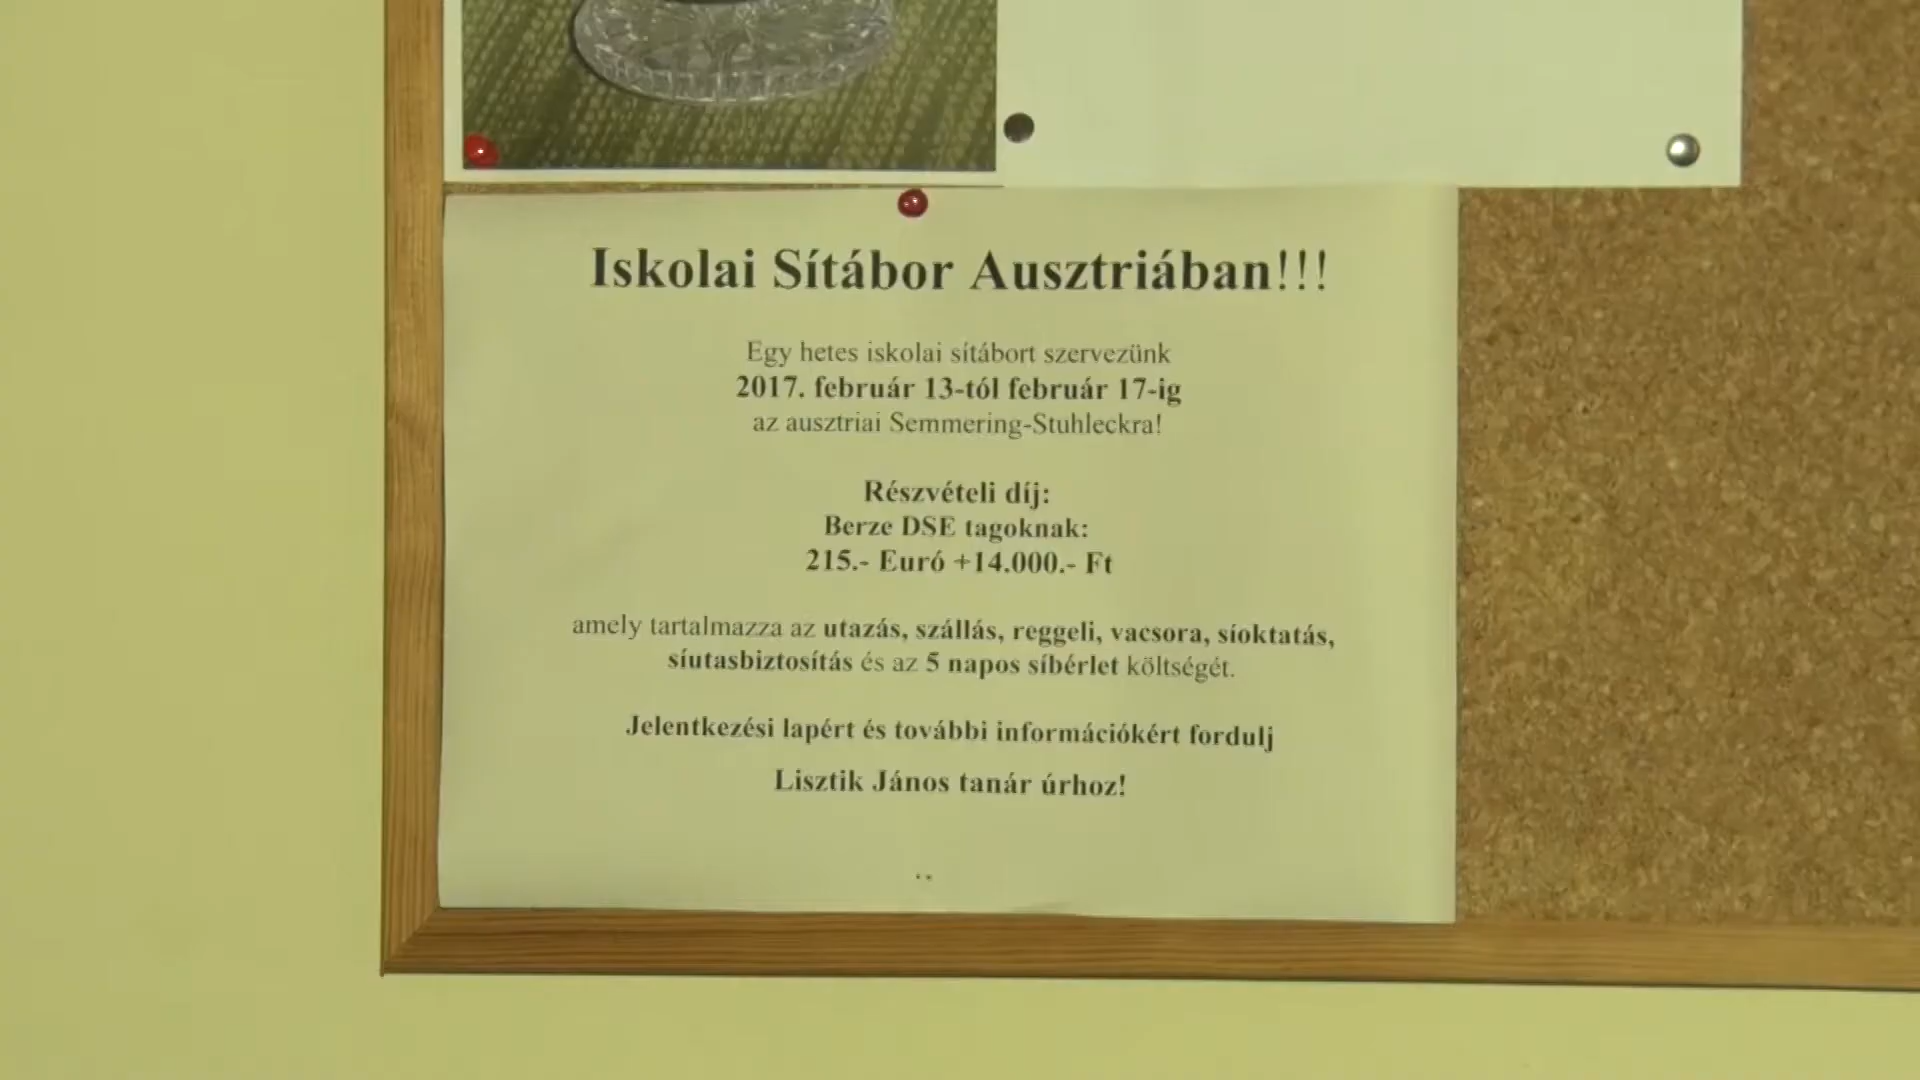 Iskolai Sítábor Ausztriában!!!
Egy hetes iskolai sítábort szervezünk
2017. február 13-tól február 17-ig
az ausztriai Semmering-Stuhleckra!
Részvételi díj:
Berze DSE tagoknak:
215.- Euró +14.000.- Ft
amely tartalmazza az utazás, szállás, reggeli, vacsora, síoktatás,
síutasbiztosítás és az 5 napos síbérlet költségét.
Jelentkezési lapért és további információkért fordulj
Lisztik János tanár úrhoz!